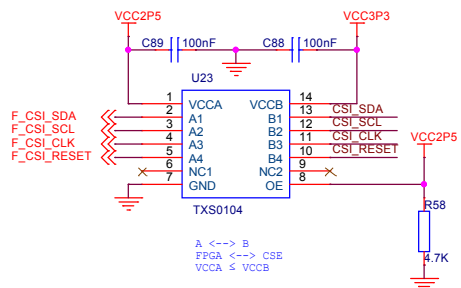 VCC2P5
VCC3P3
C89
100nF
C88
100nF
U23
1
VCCA
VCCB
14
2
A1
B1
13
CSI_SDA
3
A2
B2
12
CSI_SCL
4
A3
B3
11
CSI_CLK
5
A4
B4
10
CSI_RESET
6
NC1
NC2
9
7
GND
OE
8
F_CSI_SDA
F_CSI_SCL
F_CSI_CLK
F_CSI_RESET
VCC2P5
TXS0104
R58
4.7K
A <--> B
FPGA <--> CSE
VCCA ≤ VCCB